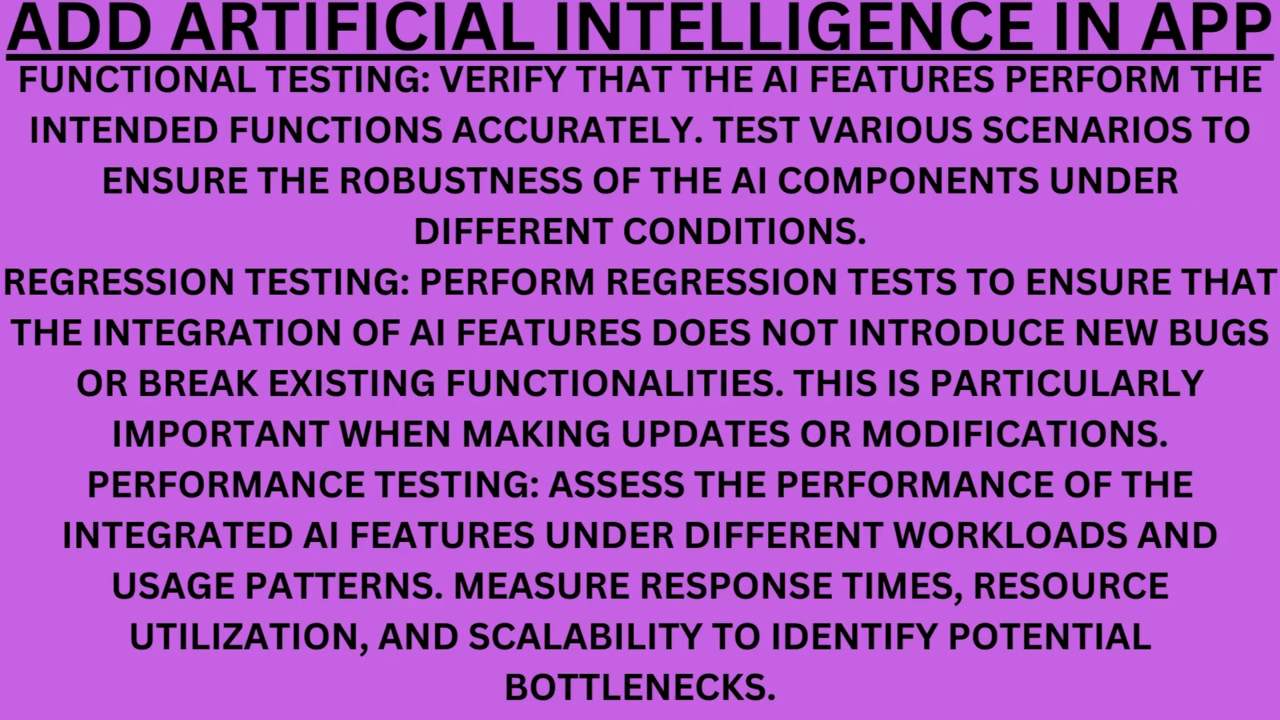 ADD ARTIFICIAL INTELLIGENCE IN APP
FUNCTIONAL TESTING: VERIFY THAT THE AI FEATURES PERFORM THE
INTENDED FUNCTIONS ACCURATELY. TEST VARIOUS SCENARIOS TO
ENSURE THE ROBUSTNESS OF THE AI COMPONENTS UNDER
DIFFERENT CONDITIONS.
REGRESSION TESTING: PERFORM REGRESSION TESTS TO ENSURE THAT
THE INTEGRATION OF AI FEATURES DOES NOT INTRODUCE NEW BUGS
OR BREAK EXISTING FUNCTIONALITIES. THIS IS PARTICULARLY
IMPORTANT WHEN MAKING UPDATES OR MODIFICATIONS.
PERFORMANCE TESTING: ASSESS THE PERFORMANCE OF THE
INTEGRATED AI FEATURES UNDER DIFFERENT WORKLOADS AND
USAGE PATTERNS. MEASURE RESPONSE TIMES, RESOURCE
UTILIZATION, AND SCALABILITY TO IDENTIFY POTENTIAL
BOTTLENECKS.